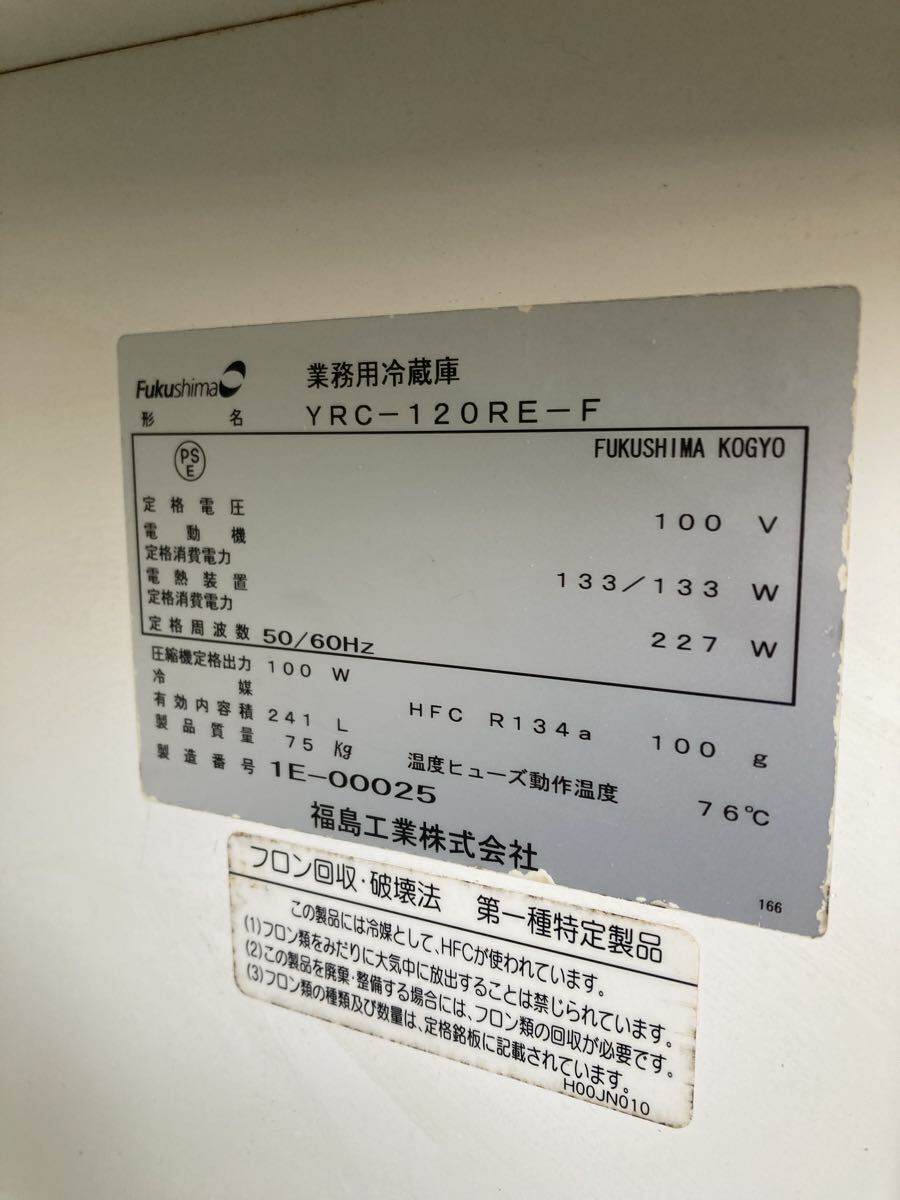 Fukushima 業務用冷蔵庫
形名 YRC-120RE-F
PS E FUKUSHIMA KOGYO
定格電圧 100 V
電動機定格消費電力 133/133 W
電熱装置定格消費電力 227 W
定格周波数 50/60Hz
圧縮機定格出力 100 W
冷媒 HFC R134a 100 g
有効内容積 241 L
製品質量 75 Kg 温度ヒューズ動作温度 76℃
製造番号 1E-00025
福島工業株式会社
166
フロン回収・破壊法 第一種特定製品
この製品には冷媒として、HFCが使われています。
(1)フロン類をみだりに大気中に放出することは禁じられています。
(2)この製品を廃棄・整備する場合には、フロン類の回収が必要です。
(3)フロン類の種類及び数量は、定格銘板に記載されています。
H00JN010